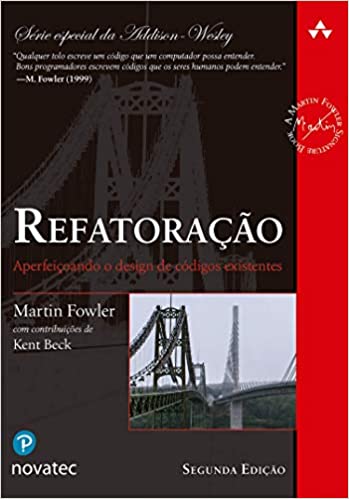 Série especial da Addison-Wesley
"Qualquer tolo escreve um código que um computador possa entender.
Bons programadores escrevem códigos que os seres humanos podem entender."
—M. Fowler (1999)
A MARTIN FOWLER
Martin
SIGNATURE BOOK
REFATORAÇÃO
Aperfeiçoando o design de códigos existentes
Martin Fowler
com contribuições de
Kent Beck
P
novatec
SEGUNDA EDIÇÃO